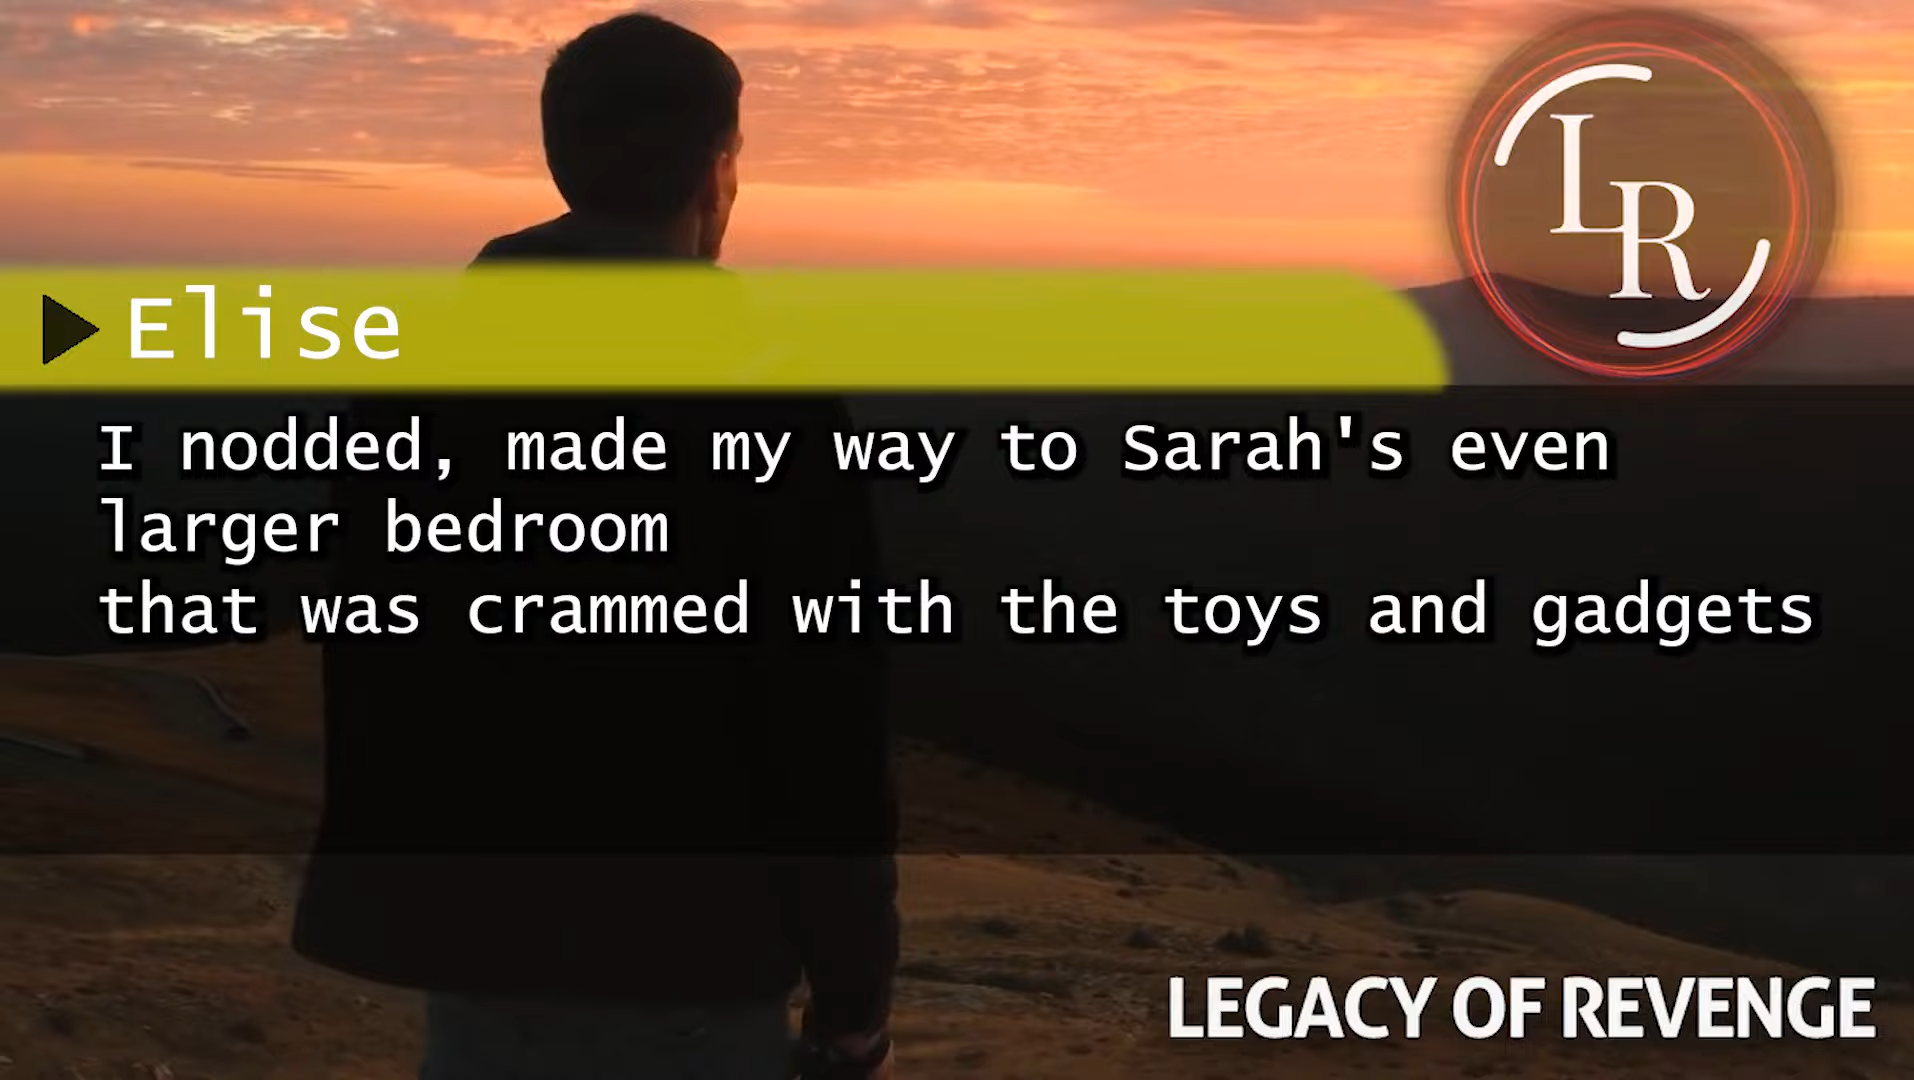 LR
Elise
I nodded, made my way to Sarah's even
larger bedroom
that was crammed with the toys and gadgets
LEGACY OF REVENGE